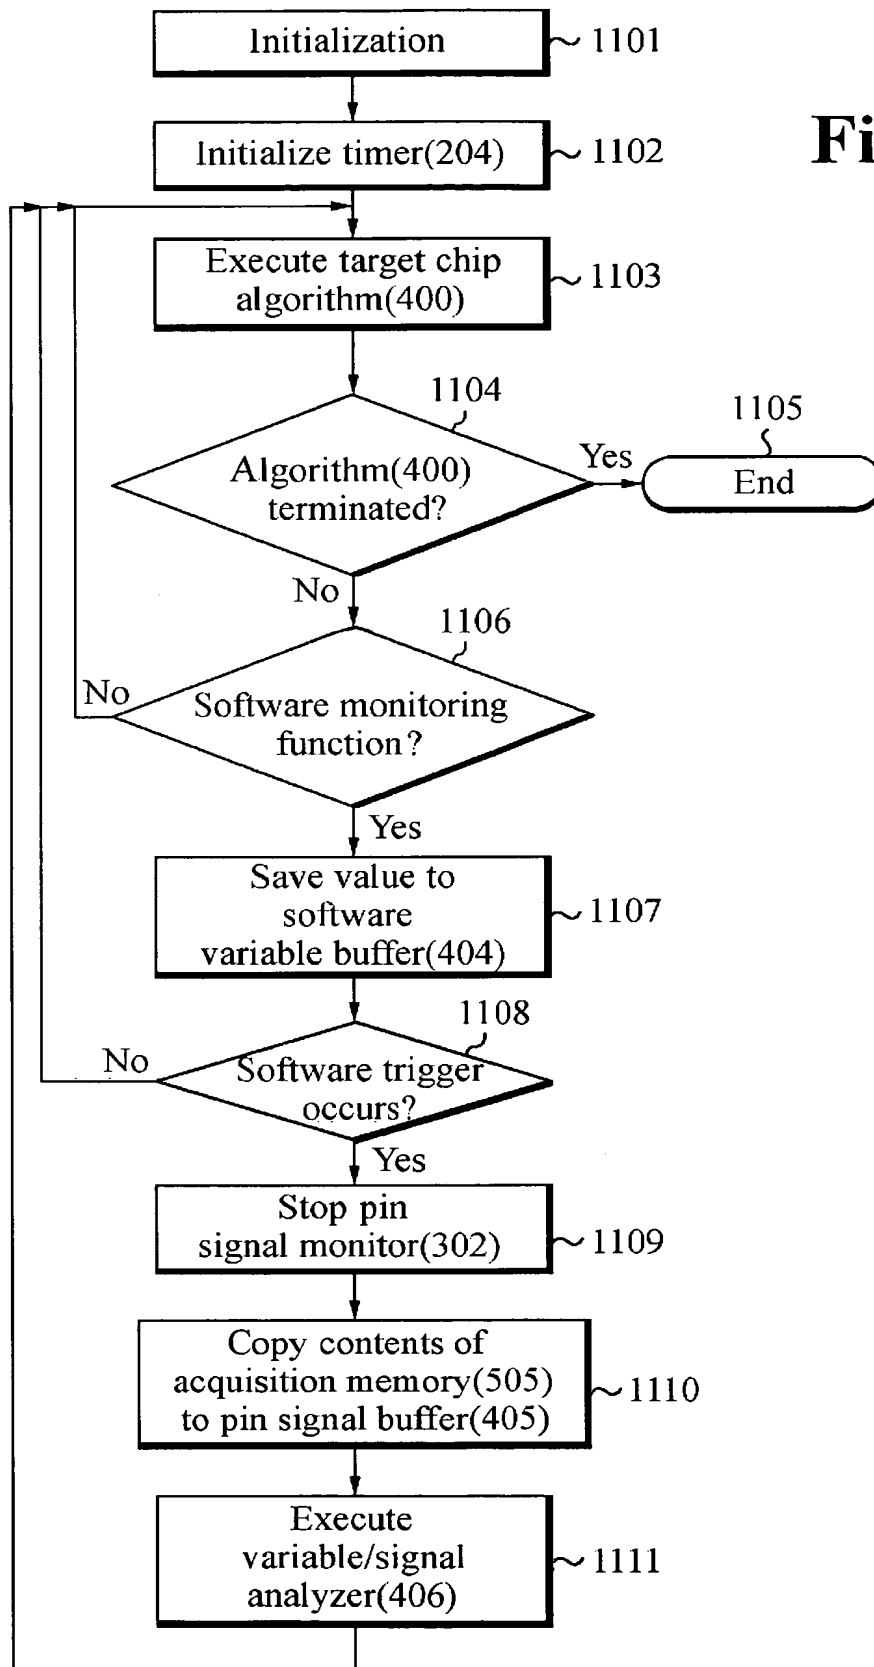 Initialization
1101
Initialize timer(204)
1102
Fi
Execute target chip
algorithm(400)
1103
1104
Algorithm(400)
terminated?
Yes
1105
End
No
1106
Software monitoring
function?
No
Yes
Save value to
software
variable buffer(404)
1107
1108
Software trigger
occurs?
No
Yes
Stop pin
signal monitor(302)
1109
Copy contents of
acquisition memory(505)
to pin signal buffer(405)
1110
Execute
variable/signal
analyzer(406)
1111